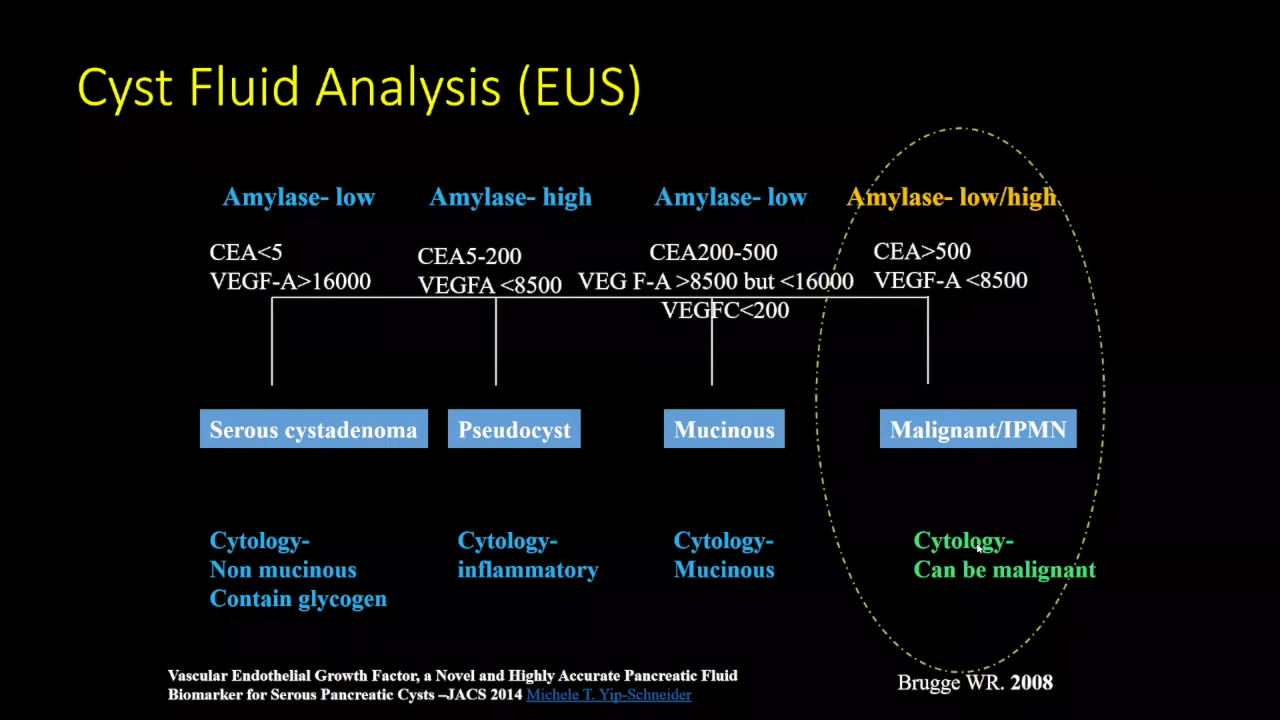 Cyst Fluid Analysis (EUS)
Amylase- low
Amylase- high
Amylase- low
Amylase- low/high
CEA<5
VEGF-A>16000
CEA5-200
VEGFA <8500
CEA200-500
VEG F-A >8500 but <16000
VEGFC<200
CEA>500
VEGF-A <8500
Serous cystadenoma
Pseudocyst
Mucinous
Malignant/IPMN
Cytology-
Non mucinous
Contain glycogen
Cytology-
inflammatory
Cytology-
Mucinous
Cytology-
Can be malignant
Vascular Endothelial Growth Factor, a Novel and Highly Accurate Pancreatic Fluid
Biomarker for Serous Pancreatic Cysts –JACS 2014 Michele T. Yip-Schneider
Brugge WR. 2008